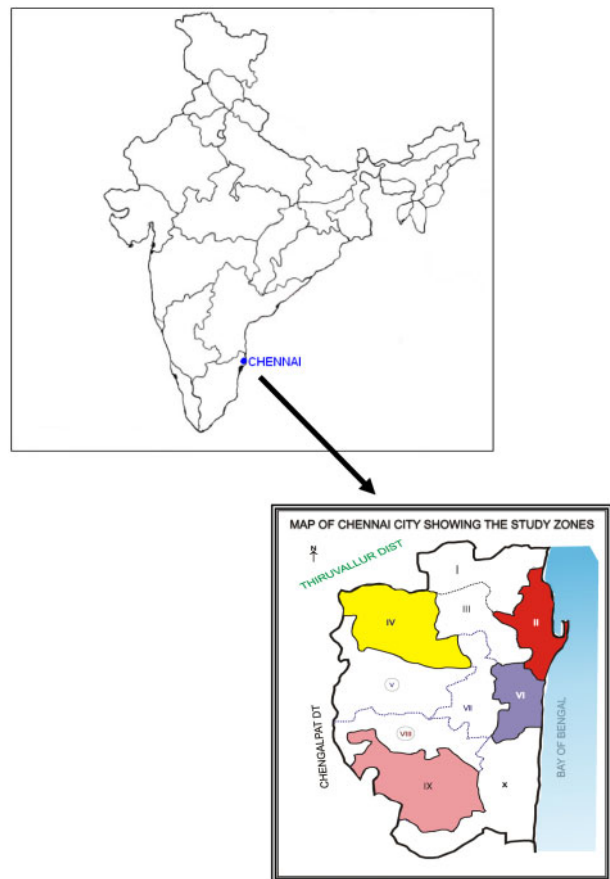 CHENNAI
MAP OF CHENNAI CITY SHOWING THE STUDY ZONES
N
THIRUVALLUR DIST
I
III
II
IV
V
VI
VII
VIII
IX
X
CHENGALPAT DT
BAY OF BENGAL